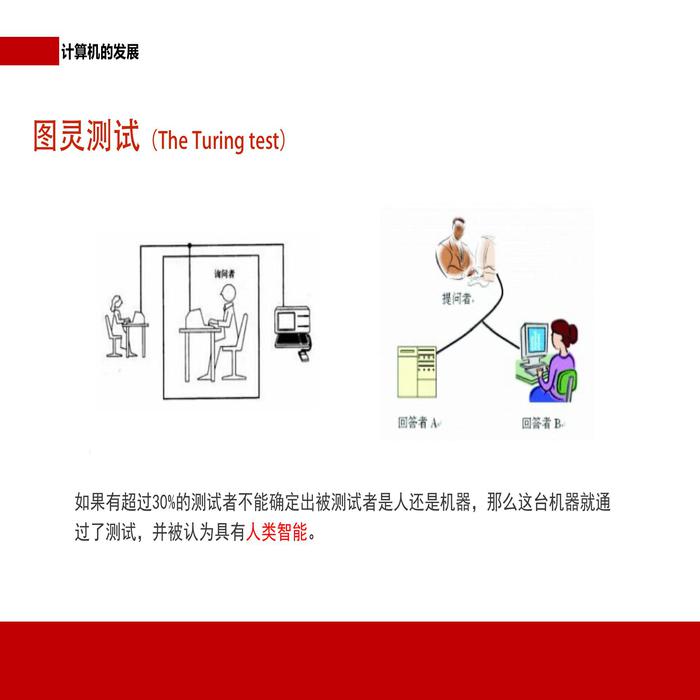 计算机的发展
图灵测试（The Turing test）
询问者
提问者
回答者 A
回答者 B
如果有超过30%的测试者不能确定出被测试者是人还是机器，那么这台机器就通
过了测试，并被认为具有人类智能。